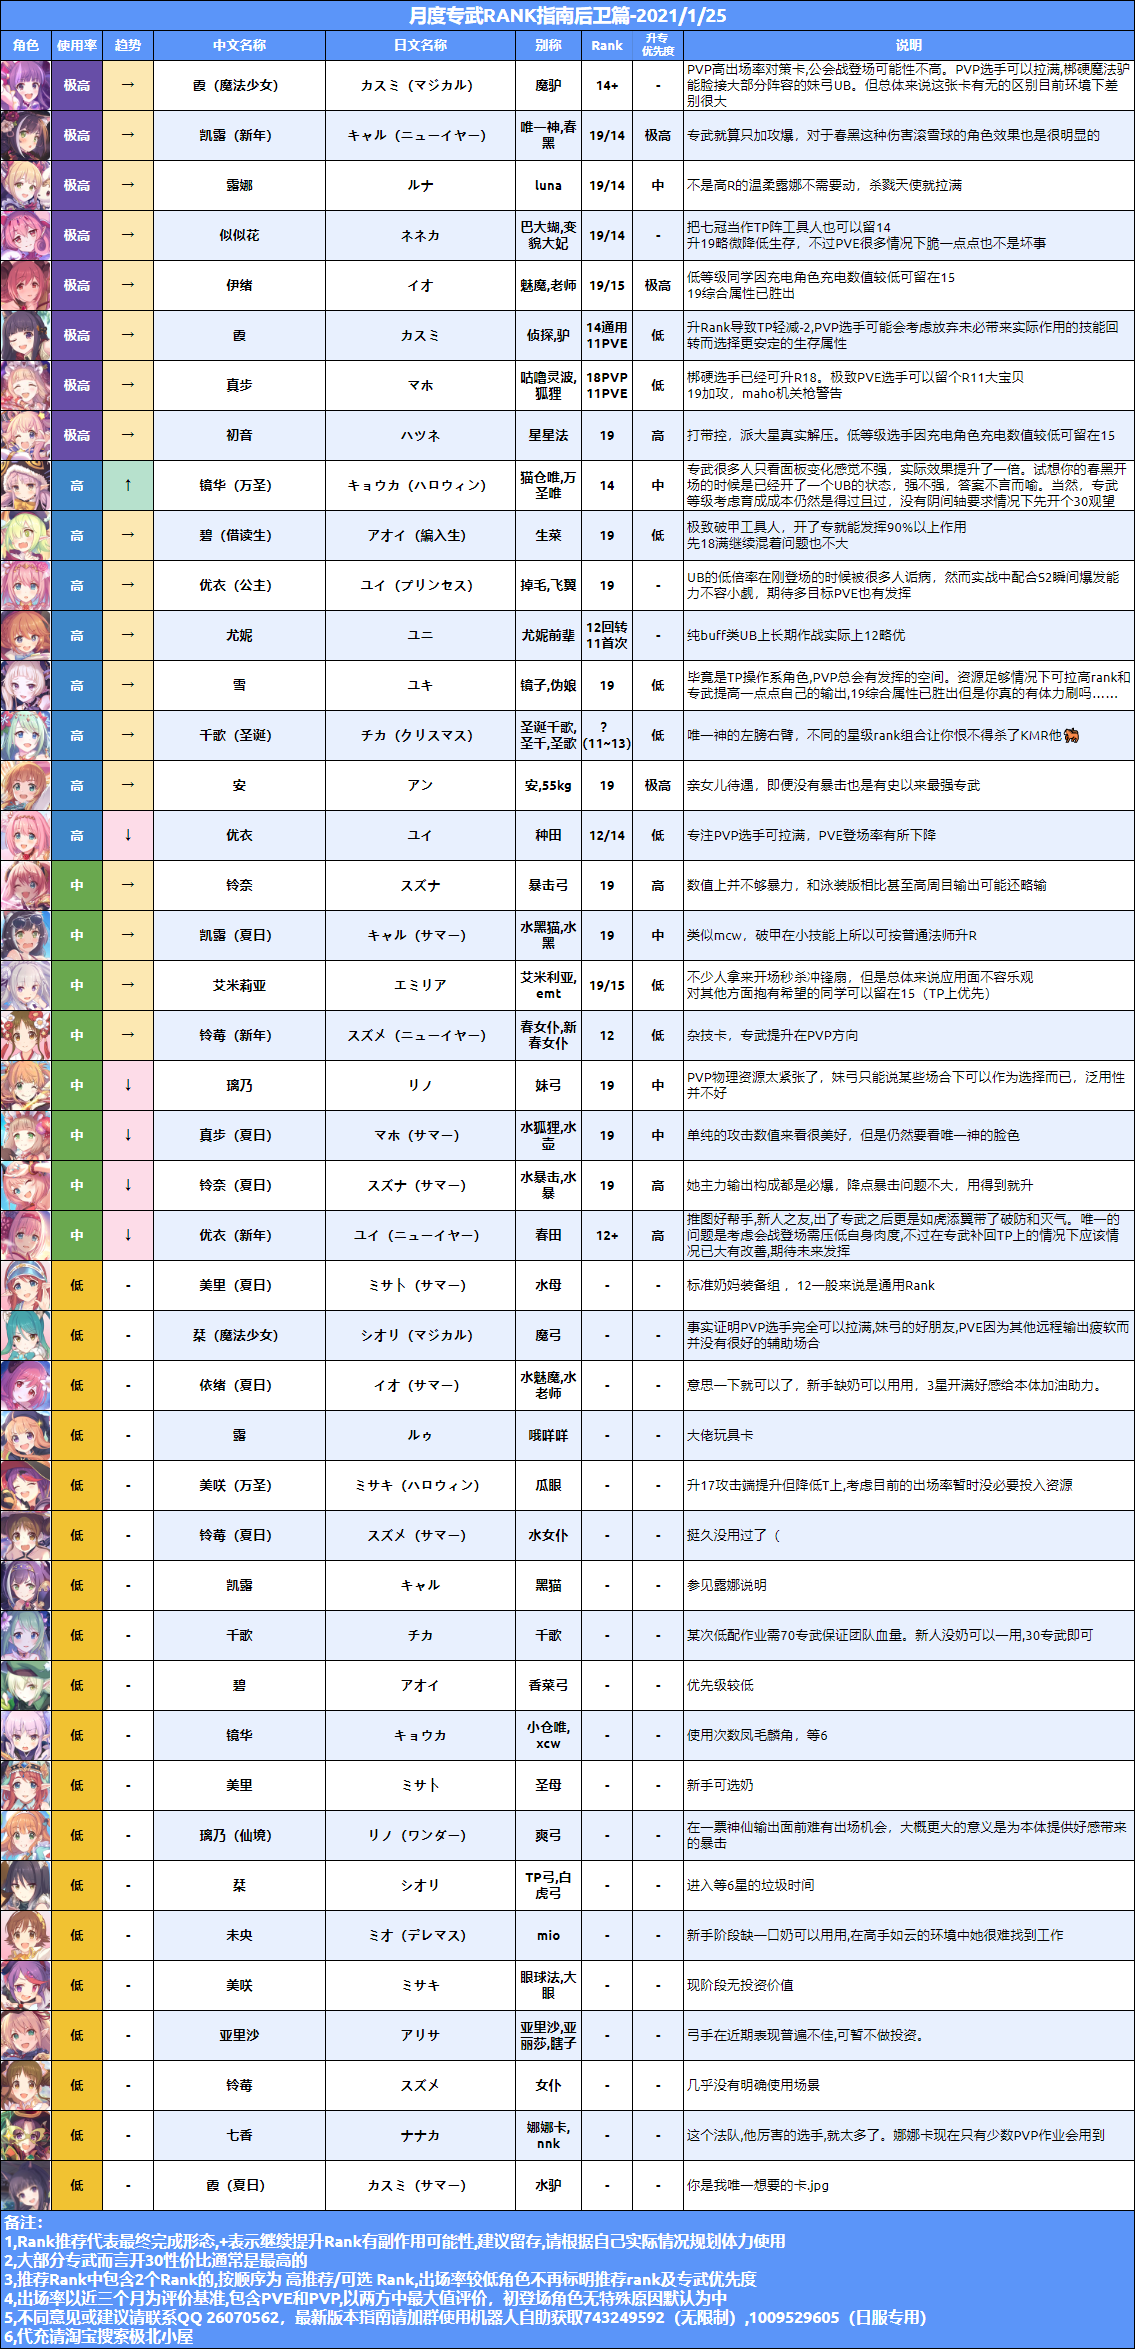 月度专武RANK指南后卫篇-2021/1/25
角色 使用率 趋势 中文名称 日文名称 别称 Rank 升专优先度 说明
极高 → 霞（魔法少女） カスミ（マジカル） 魔驴 14+ - PVP高出场率对策卡,公会战登场可能性不高。PVP选手可以拉满,梆硬魔法驴
能脸接大部分阵容的妹弓UB。但总体来说这张卡有无的区别目前环境下差
别很大
极高 → 凯露（新年） キャル（ニューイヤー） 唯一神,春黑 19/14 极高 专武就算只加攻爆，对于春黑这种伤害滚雪球的角色效果也是很明显的
极高 → 露娜 ルナ luna 19/14 中 不是高R的温柔露娜不需要动，杀戮天使就拉满
极高 → 似似花 ネネカ 巴大蝴,变貌大妃 19/14 - 把七冠当作TP阵工具人也可以留14
升19略微降低生存，不过PVE很多情况下脆一点点也不是坏事
极高 → 伊绪 イオ 魅魔,老师 19/15 极高 低等级同学因充电角色充电数值较低可留在15
19综合属性已胜出
极高 → 霞 カスミ 侦探,驴 14通用 11PVE 低 升Rank导致TP轻减-2,PVP选手可能会考虑放弃未必带来实际作用的技能回
转而选择更安定的生存属性
极高 → 真步 マホ 咕噜灵波,狐狸 18PVP 11PVE 低 梆硬选手已经可升R18。极致PVE选手可以留个R11大宝贝
19加攻，maho机关枪警告
极高 → 初音 ハツネ 星星法 19 高 打带控，派大星真实解压。低等级选手因充电角色充电数值较低可留在15
高 ↑ 镜华（万圣） キョウカ（ハロウィン） 猫仓唯,万圣唯 14 中 专武很多人只看面板变化感觉不强，实际效果提升了一倍。试想你的春黑开
场的时候是已经开了一个UB的状态，强不强，答案不言而喻。当然，专武
等级考虑育成成本仍然是得过且过，没有阴间轴要求情况下先开个30观望
高 → 碧（借读生） アオイ（編入生） 生菜 19 低 极致破甲工具人，开了专就能发挥90%以上作用
先18满继续混着问题也不大
高 → 优衣（公主） ユイ（プリンセス） 掉毛,飞翼 19 - UB的低倍率在刚登场的时候被很多人诟病，然而实战中配合S2瞬间爆发能
力不容小觑，期待多目标PVE也有发挥
高 → 尤妮 ユニ 尤妮前辈 12回转 11首次 - 纯buff类UB上长期作战实际上12略优
高 → 雪 ユキ 镜子,伪娘 19 低 毕竟是TP操作系角色,PVP总会有发挥的空间。资源足够情况下可拉高rank和
专武提高一点点自己的输出,19综合属性已胜出但是你真的有体力刷吗……
高 → 千歌（圣诞） チカ（クリスマス） 圣诞千歌,圣千,圣歌 ？(11~13) 低 唯一神的左膀右臂，不同的星级rank组合让你恨不得杀了KMR他🐴
高 → 安 アン 安,55kg 19 极高 亲女儿待遇，即便没有暴击也是有史以来最强专武
高 ↓ 优衣 ユイ 种田 12/14 低 专注PVP选手可拉满，PVE登场率有所下降
中 → 铃奈 スズナ 暴击弓 19 高 数值上并不够暴力，和泳装版相比甚至高周目输出可能还略输
中 → 凯露（夏日） キャル（サマー） 水黑猫,水黑 19 中 类似mcw，破甲在小技能上所以可按普通法师升R
中 → 艾米莉亚 エミリア 艾米利亚,emt 19/15 低 不少人拿来开场秒杀冲锋扇，但是总体来说应用面不容乐观
对其他方面抱有希望的同学可以留在15（TP上优先）
中 → 铃莓（新年） スズメ（ニューイヤー） 春女仆,新春女仆 12 低 杂技卡，专武提升在PVP方向
中 ↓ 璃乃 リノ 妹弓 19 中 PVP物理资源太紧张了，妹弓只能说某些场合下可以作为选择而已，泛用性
并不好
中 ↓ 真步（夏日） マホ（サマー） 水狐狸,水壶 19 中 单纯的攻击数值来看很美好，但是仍然要看唯一神的脸色
中 ↓ 铃奈（夏日） スズナ（サマー） 水暴击,水暴 19 高 她主力输出构成都是必爆，降点暴击问题不大，用得到就升
中 ↓ 优衣（新年） ユイ（ニューイヤー） 春田 12+ 高 推图好帮手,新人之友,出了专武之后更是如虎添翼带了破防和灭气。唯一的
问题是考虑会战登场需压低自身肉度,不过在专武补回TP上的情况下应该情
况已大有改善,期待未来发挥
低 - 美里（夏日） ミサト（サマー） 水母 - - 标准奶妈装备组，12一般来说是通用Rank
低 - 栞（魔法少女） シオリ（マジカル） 魔弓 - - 事实证明PVP选手完全可以拉满,妹弓的好朋友,PVE因为其他远程输出疲软而
并没有很好的辅助场合
低 - 依绪（夏日） イオ（サマー） 水魅魔,水老师 - - 意思一下就可以了，新手缺奶可以用用，3星开满好感给本体加油助力。
低 - 露 ルゥ 哦咩咩 - - 大佬玩具卡
低 - 美咲（万圣） ミサキ（ハロウィン） 瓜眼 - - 升17攻击端提升但降低T上,考虑目前的出场率暂时没必要投入资源
低 - 铃莓（夏日） スズメ（サマー） 水女仆 - - 挺久没用过了（
低 - 凯露 キャル 黑猫 - - 参见露娜说明
低 - 千歌 チカ 千歌 - - 某次低配作业需70专武保证团队血量。新人没奶可以一用,30专武即可
低 - 碧 アオイ 香菜弓 - - 优先级较低
低 - 镜华 キョウカ 小仓唯,xcw - - 使用次数凤毛麟角，等6
低 - 美里 ミサト 圣母 - - 新手可选奶
低 - 璃乃（仙境） リノ（ワンダー） 爽弓 - - 在一票神仙输出面前难有出场机会，大概更大的意义是为本体提供好感带来
的暴击
低 - 栞 シオリ TP弓,白虎弓 - - 进入等6星的垃圾时间
低 - 未央 ミオ（デレマス） mio - - 新手阶段缺一口奶可以用用,在高手如云的环境中她很难找到工作
低 - 美咲 ミサキ 眼球法,大眼 - - 现阶段无投资价值
低 - 亚里沙 アリサ 亚里沙,亚丽莎,瞎子 - - 弓手在近期表现普遍不佳,可暂不做投资。
低 - 铃莓 スズメ 女仆 - - 几乎没有明确使用场景
低 - 七香 ナナカ 娜娜卡,nnk - - 这个法队,他厉害的选手,就太多了。娜娜卡现在只有少数PVP作业会用到
低 - 霞（夏日） カスミ（サマー） 水驴 - - 你是我唯一想要的卡.jpg
备注：
1,Rank推荐代表最终完成形态,+表示继续提升Rank有副作用可能性,建议留存,请根据自己实际情况规划体力使用
2,大部分专武而言开30性价比通常是最高的
3,推荐Rank中包含2个Rank的,按顺序为 高推荐/可选 Rank,出场率较低角色不再标明推荐rank及专武优先度
4,出场率以近三个月为评价基准,包含PVE和PVP,以两方中最大值评价，初登场角色无特殊原因默认为中
5,不同意见或建议请联系QQ 26070562，最新版本指南请加群使用机器人自助获取743249592（无限制）,1009529605（日服专用）
6,代充请淘宝搜索极北小屋